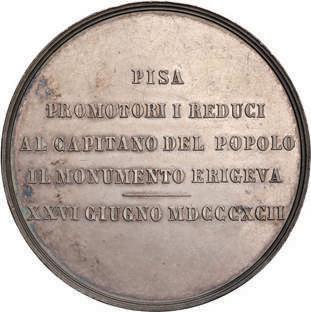 PISA
PROMOTORI I REDUCI
AL CAPITANO DEL POPOLO
IL MONUMENTO ERIGEVA
XXVI GIUGNO MDCCCXCII